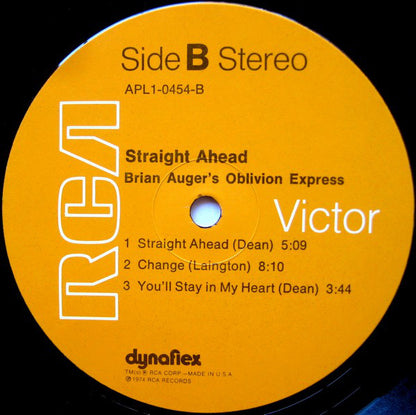 Side B Stereo
APL1-0454-B
RCA
Straight Ahead
Brian Auger's Oblivion Express
Victor
1 Straight Ahead (Dean) 5:09
2 Change (Laington) 8:10
3 You'll Stay in My Heart (Dean) 3:44
dynaflex
TM(s) ® RCA CORP.—MADE IN U.S.A.
℗ 1974 RCA RECORDS